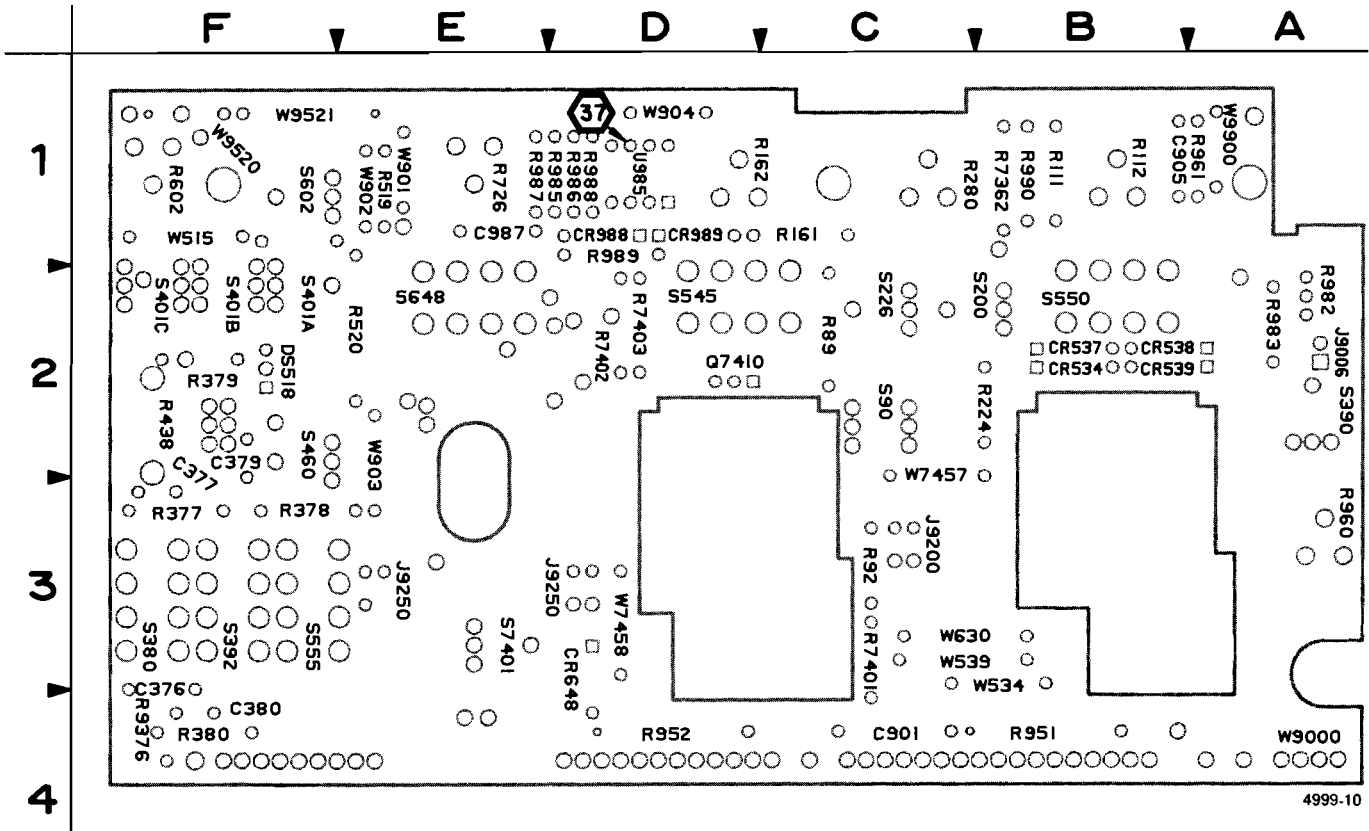 F E D C B A
1
37
W9521
W904
W9520
W901
R519
W902
S602
R602
R726
R987
R985
R986
R988
U985
R162
R280
R7362
R990
R111
R112
C905
R961
W9900
W515
C987
CR988
CR989
R161
R989
2
S401C
S401B
S401A
R520
S648
R7403
S545
R89
S226
S200
S550
R983
R982
J9006
DS518
R7402
Q7410
CR537
CR538
CR534
CR539
R379
R438
S460
W903
S90
R224
S390
C379
C377
W7457
R377
R378
R960
3
J9250
J9250
R92
J9200
S380
S392
S555
S7401
W7458
CR648
R7401
W630
W539
W534
C376
CR9376
C380
R380
R952
C901
R951
W9000
4
4999-10